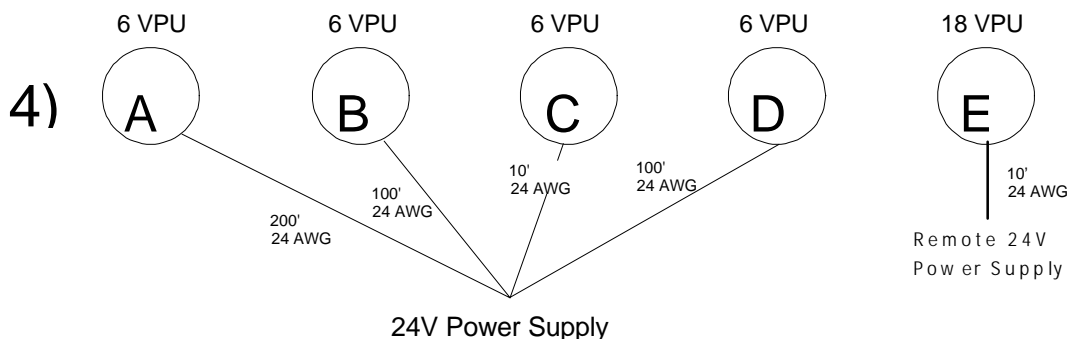 6 VPU 6 VPU 6 VPU 6 VPU 18 VPU
4) A B C D E
200'
24 AWG
100'
24 AWG
10'
24 AWG
100'
24 AWG
10'
24 AWG
Remote 24V
Power Supply
24V Power Supply